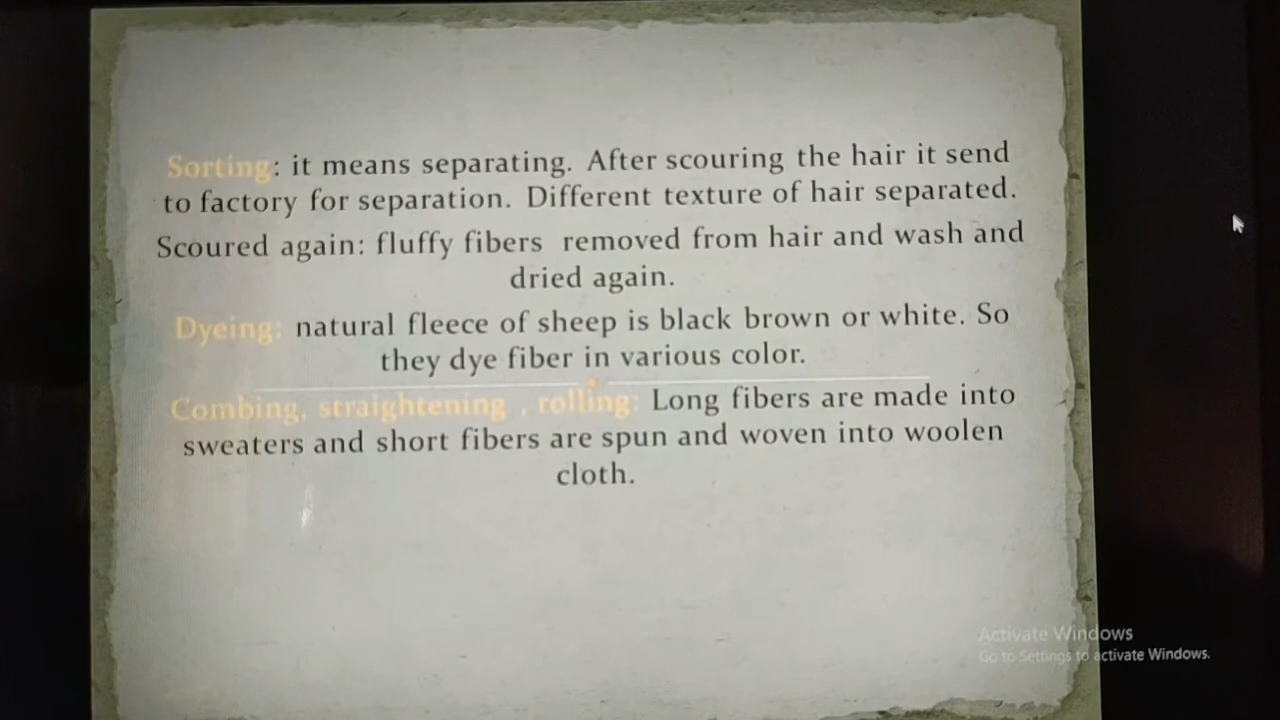 Sorting: it means separating. After scouring the hair it send
to factory for separation. Different texture of hair separated.
Scoured again: fluffy fibers removed from hair and wash and
dried again.
Dyeing: natural fleece of sheep is black brown or white. So
they dye fiber in various color.
Combing, straightening , rolling: Long fibers are made into
sweaters and short fibers are spun and woven into woolen
cloth.
Activate Windows
Go to Settings to activate Windows.